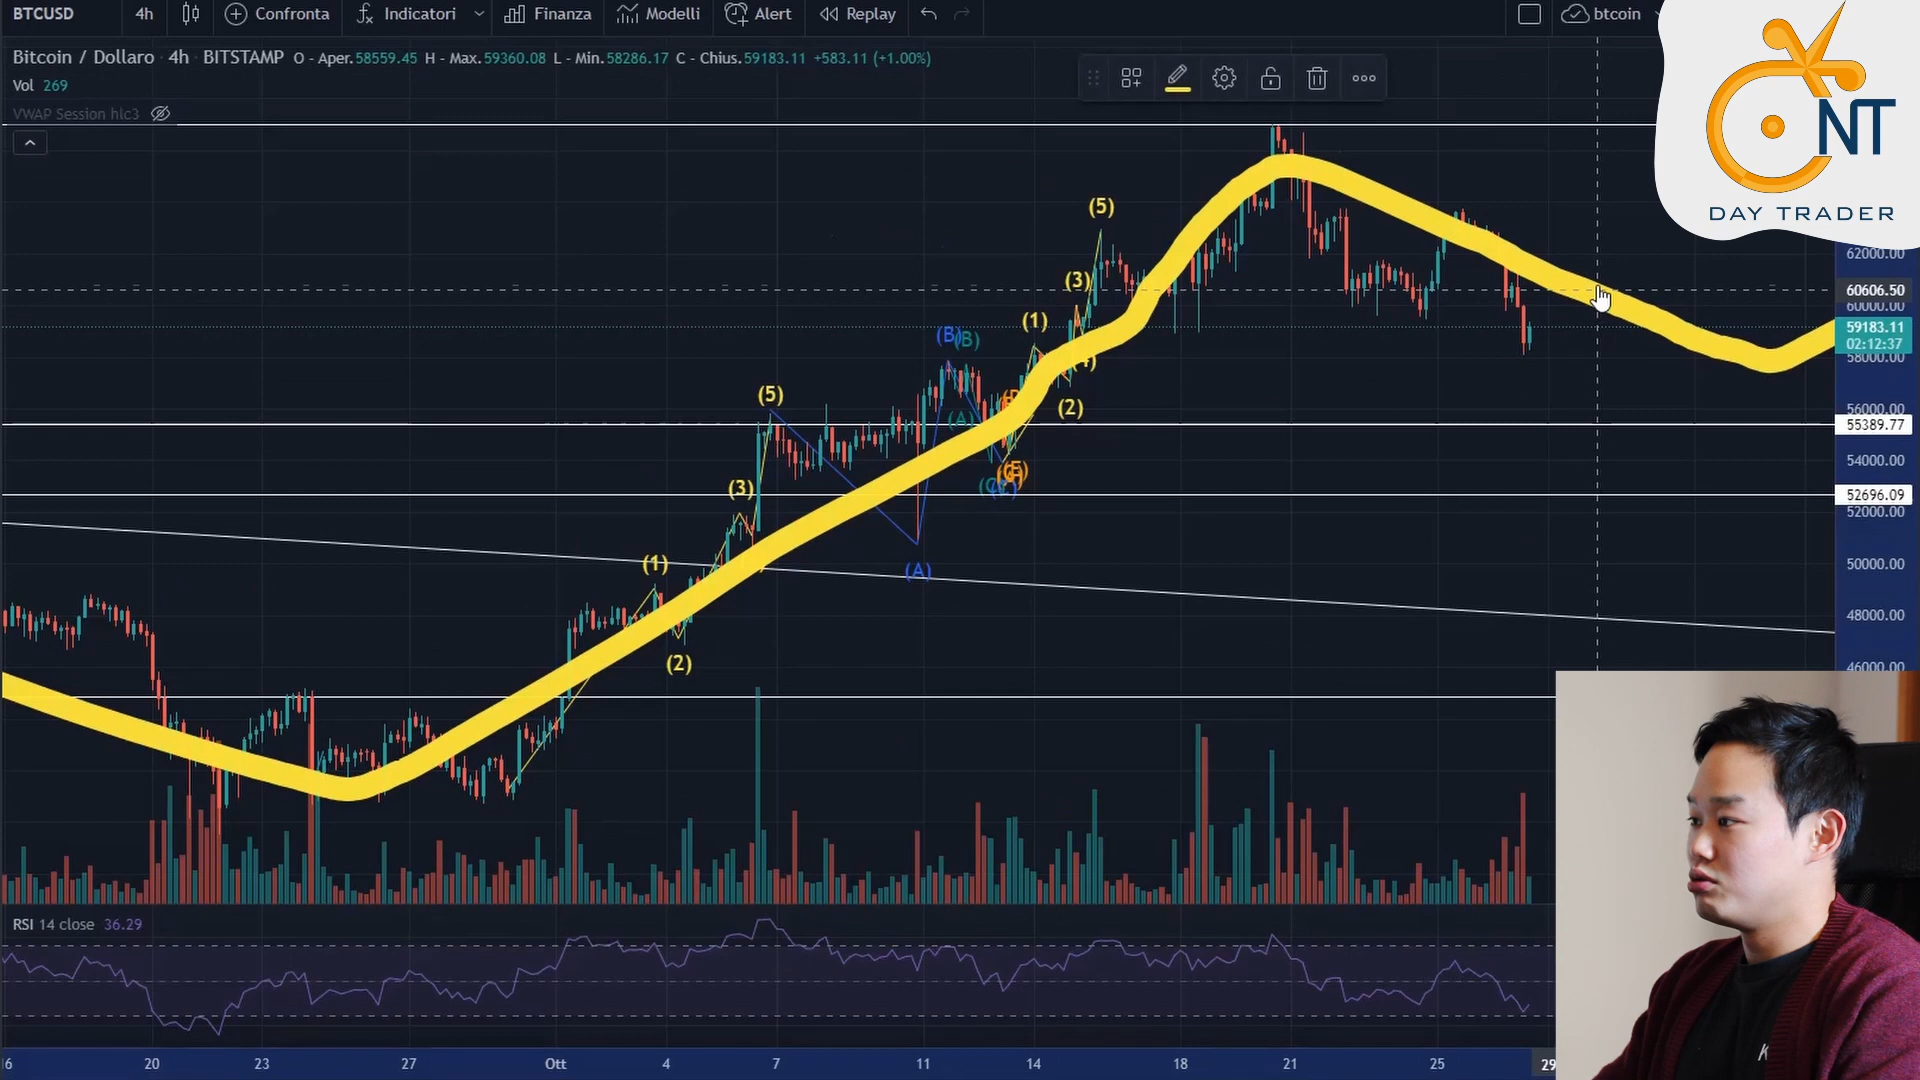 BTCUSD 4h Confronta Indicatori Finanza Modelli Alert Replay btcoin
Bitcoin / Dollaro · 4h · BITSTAMP O - Aper.58559.45 H - Max.59360.08 L - Min.58286.17 C - Chius.59183.11 +583.11 (+1.00%)
Vol 269
VWAP Session hlc3
NT
DAY TRADER
62000.00
60606.50
60000.00
59183.11
02:12:37
58000.00
56000.00
55389.77
54000.00
52696.09
52000.00
50000.00
48000.00
46000.00
(5)
(3)
(1)
(B)
(B)
(5)
(2)
(A)
(3)
(1)
(A)
(2)
RSI 14 close 36.29
20 23 27 Ott 4 7 11 14 18 21 25 29